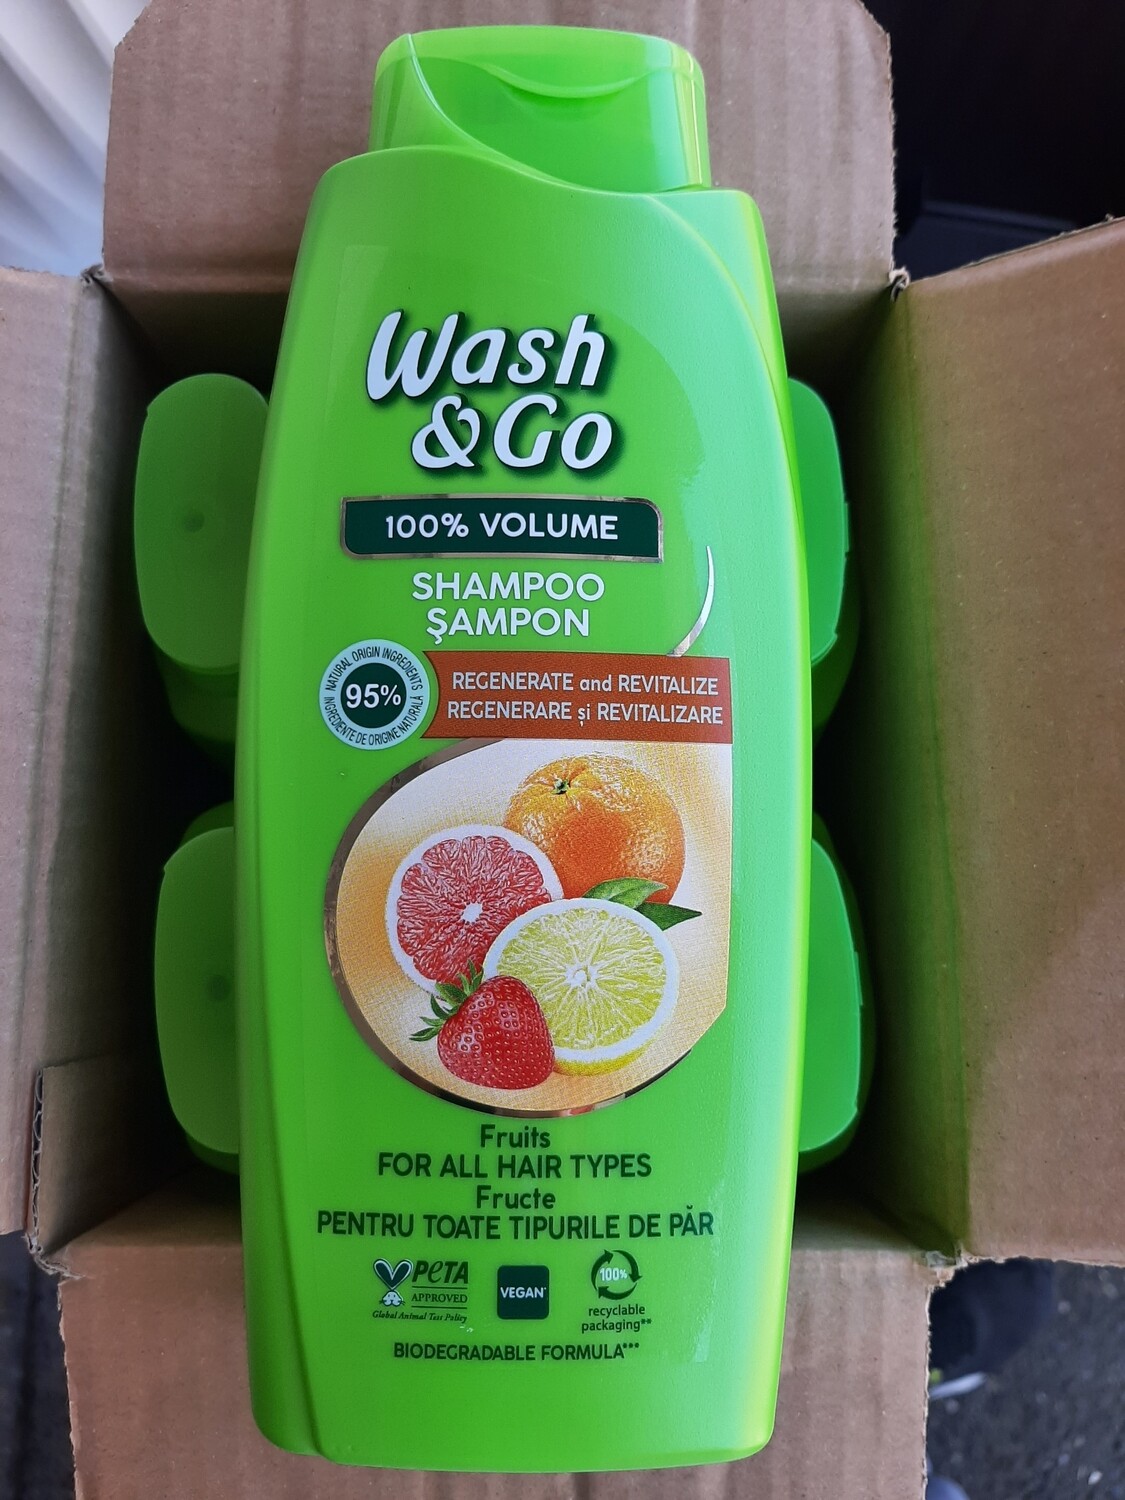 Wash
&Go
100% VOLUME
SHAMPOO
ŞAMPON
NATURAL ORIGIN INGREDIENTS
95%
INGREDIENTE DE ORIGINE NATURALĂ
REGENERATE and REVITALIZE
REGENERARE și REVITALIZARE
Fruits
FOR ALL HAIR TYPES
Fructe
PENTRU TOATE TIPURILE DE PĂR
PeTA
APPROVED
Global Animal Test Policy
VEGAN*
100%
recyclable
packaging**
BIODEGRADABLE FORMULA***